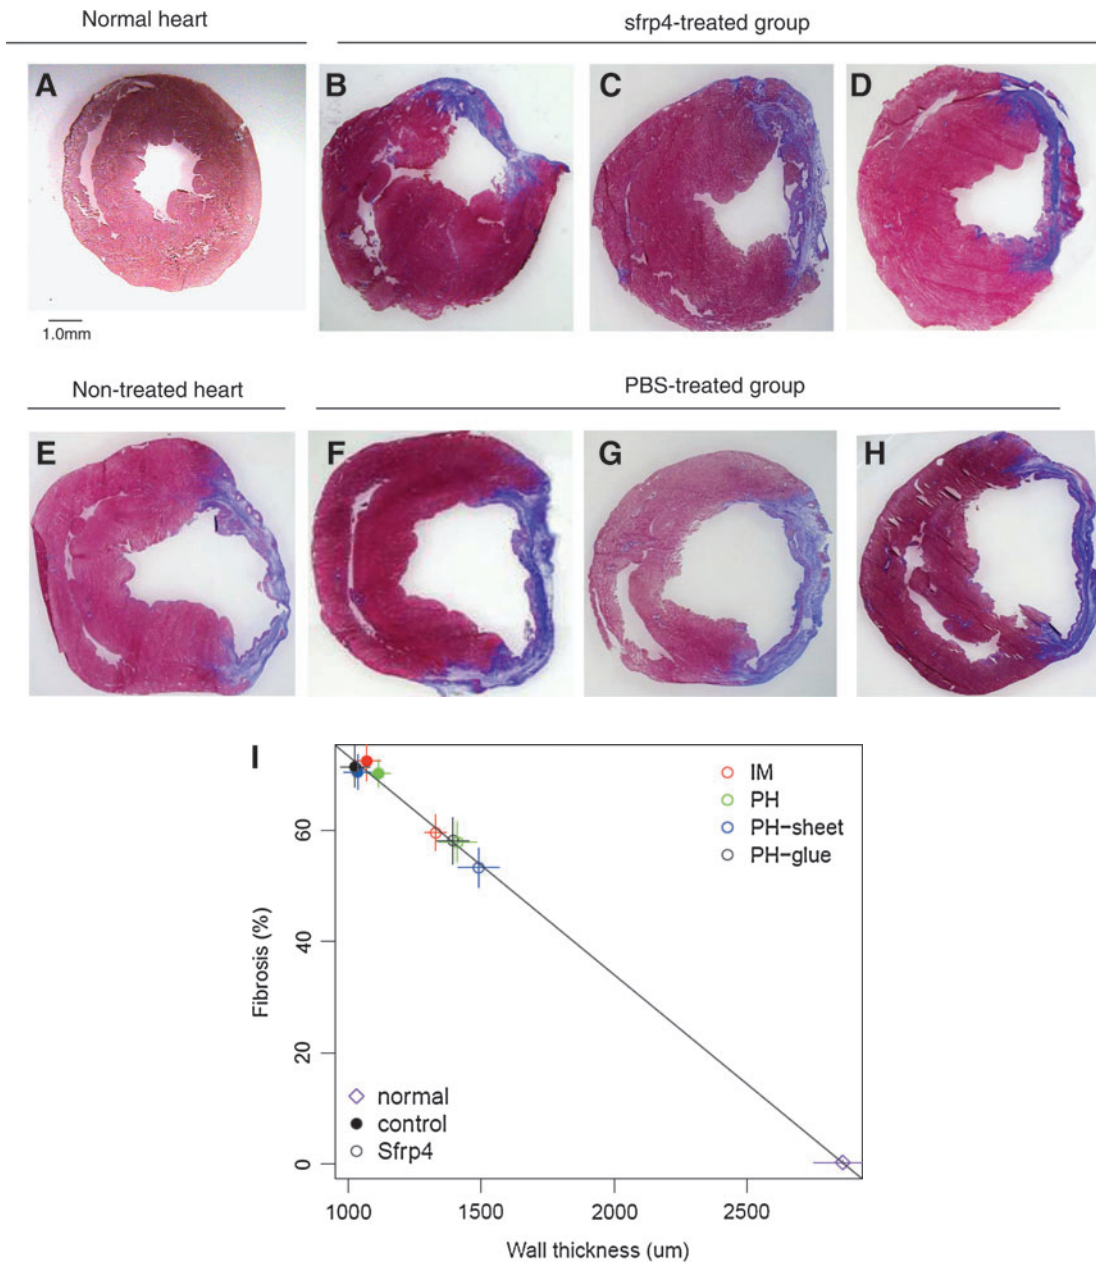 Normal heart
sfrp4-treated group
A
B
C
D
1.0mm
Non-treated heart
PBS-treated group
E
F
G
H
I
IM
PH
PH-sheet
PH-glue
60
40
20
0
Fibrosis (%)
normal
control
Sfrp4
1000
1500
2000
2500
Wall thickness (um)